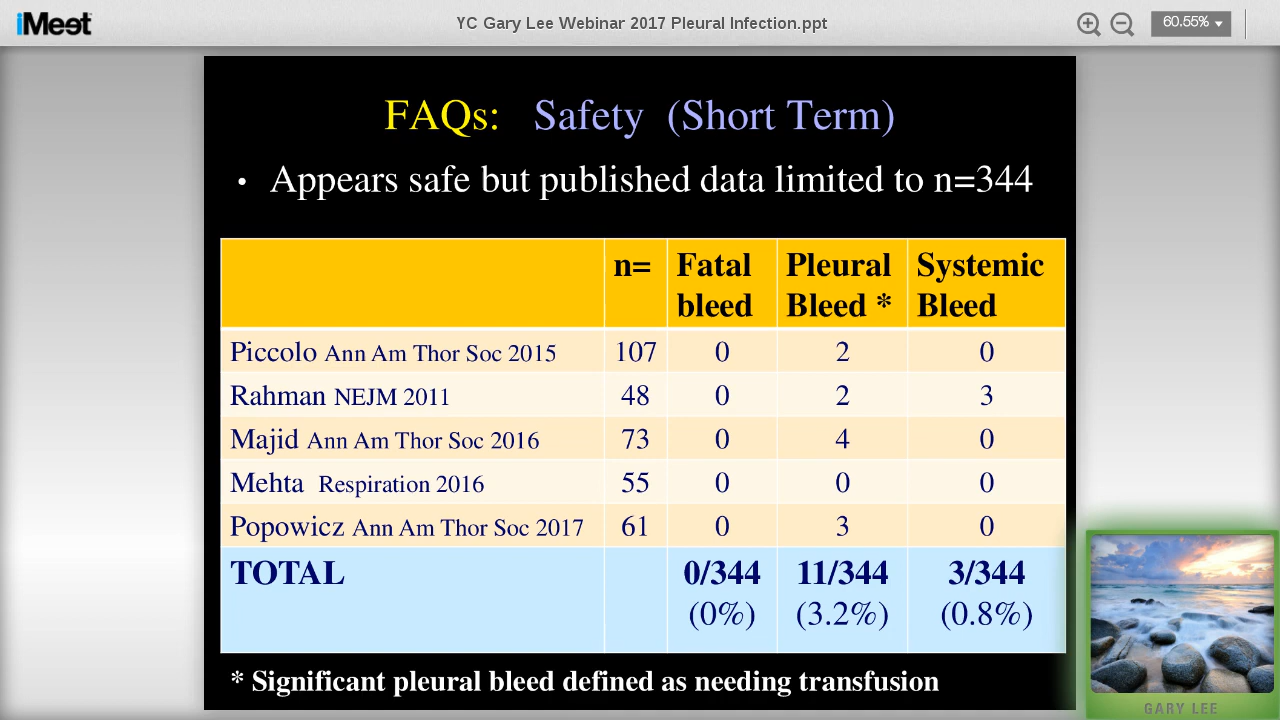 iMeet
YC Gary Lee Webinar 2017 Pleural Infection.ppt
60.55%
FAQs: Safety (Short Term)
• Appears safe but published data limited to n=344
n= Fatal bleed Pleural Bleed * Systemic Bleed
Piccolo Ann Am Thor Soc 2015 107 0 2 0
Rahman NEJM 2011 48 0 2 3
Majid Ann Am Thor Soc 2016 73 0 4 0
Mehta Respiration 2016 55 0 0 0
Popowicz Ann Am Thor Soc 2017 61 0 3 0
TOTAL 0/344 11/344 3/344
(0%) (3.2%) (0.8%)
* Significant pleural bleed defined as needing transfusion
GARY LEE